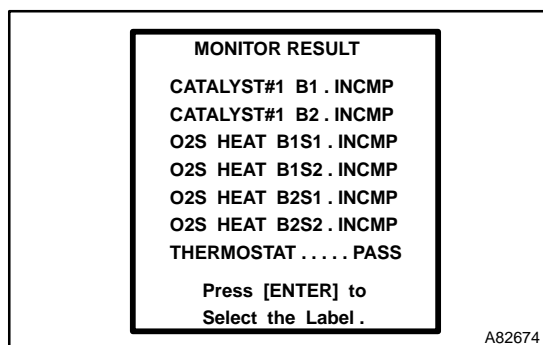 MONITOR RESULT
CATALYST#1 B1 . INCMP
CATALYST#1 B2 . INCMP
O2S HEAT B1S1 . INCMP
O2S HEAT B1S2 . INCMP
O2S HEAT B2S1 . INCMP
O2S HEAT B2S2 . INCMP
THERMOSTAT . . . . . PASS
Press [ENTER] to
Select the Label .
A82674